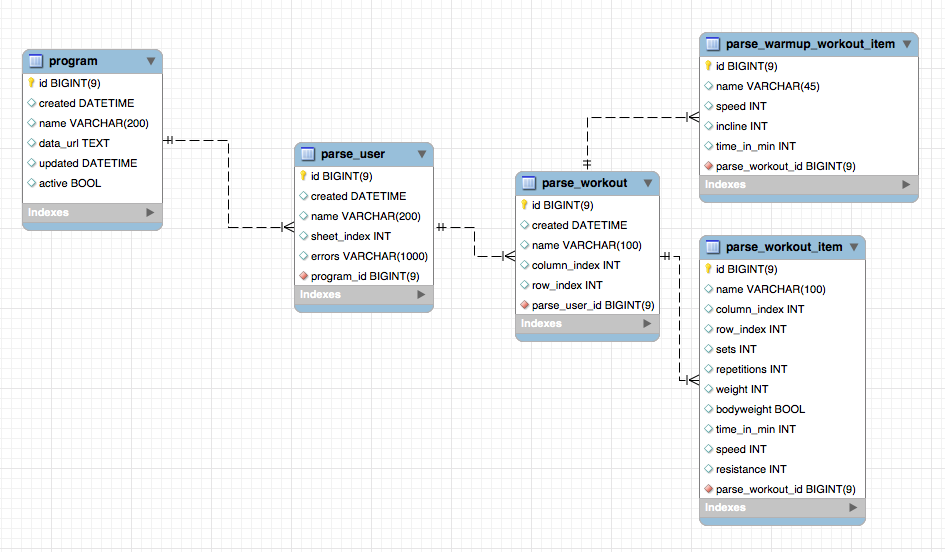 program
id BIGINT(9)
created DATETIME
name VARCHAR(200)
data_url TEXT
updated DATETIME
active BOOL
Indexes
parse_user
id BIGINT(9)
created DATETIME
name VARCHAR(200)
sheet_index INT
errors VARCHAR(1000)
program_id BIGINT(9)
Indexes
parse_workout
id BIGINT(9)
created DATETIME
name VARCHAR(100)
column_index INT
row_index INT
parse_user_id BIGINT(9)
Indexes
parse_warmup_workout_item
id BIGINT(9)
name VARCHAR(45)
speed INT
incline INT
time_in_min INT
parse_workout_id BIGINT(9)
Indexes
parse_workout_item
id BIGINT(9)
name VARCHAR(100)
column_index INT
row_index INT
sets INT
repetitions INT
weight INT
bodyweight BOOL
time_in_min INT
speed INT
resistance INT
parse_workout_id BIGINT(9)
Indexes